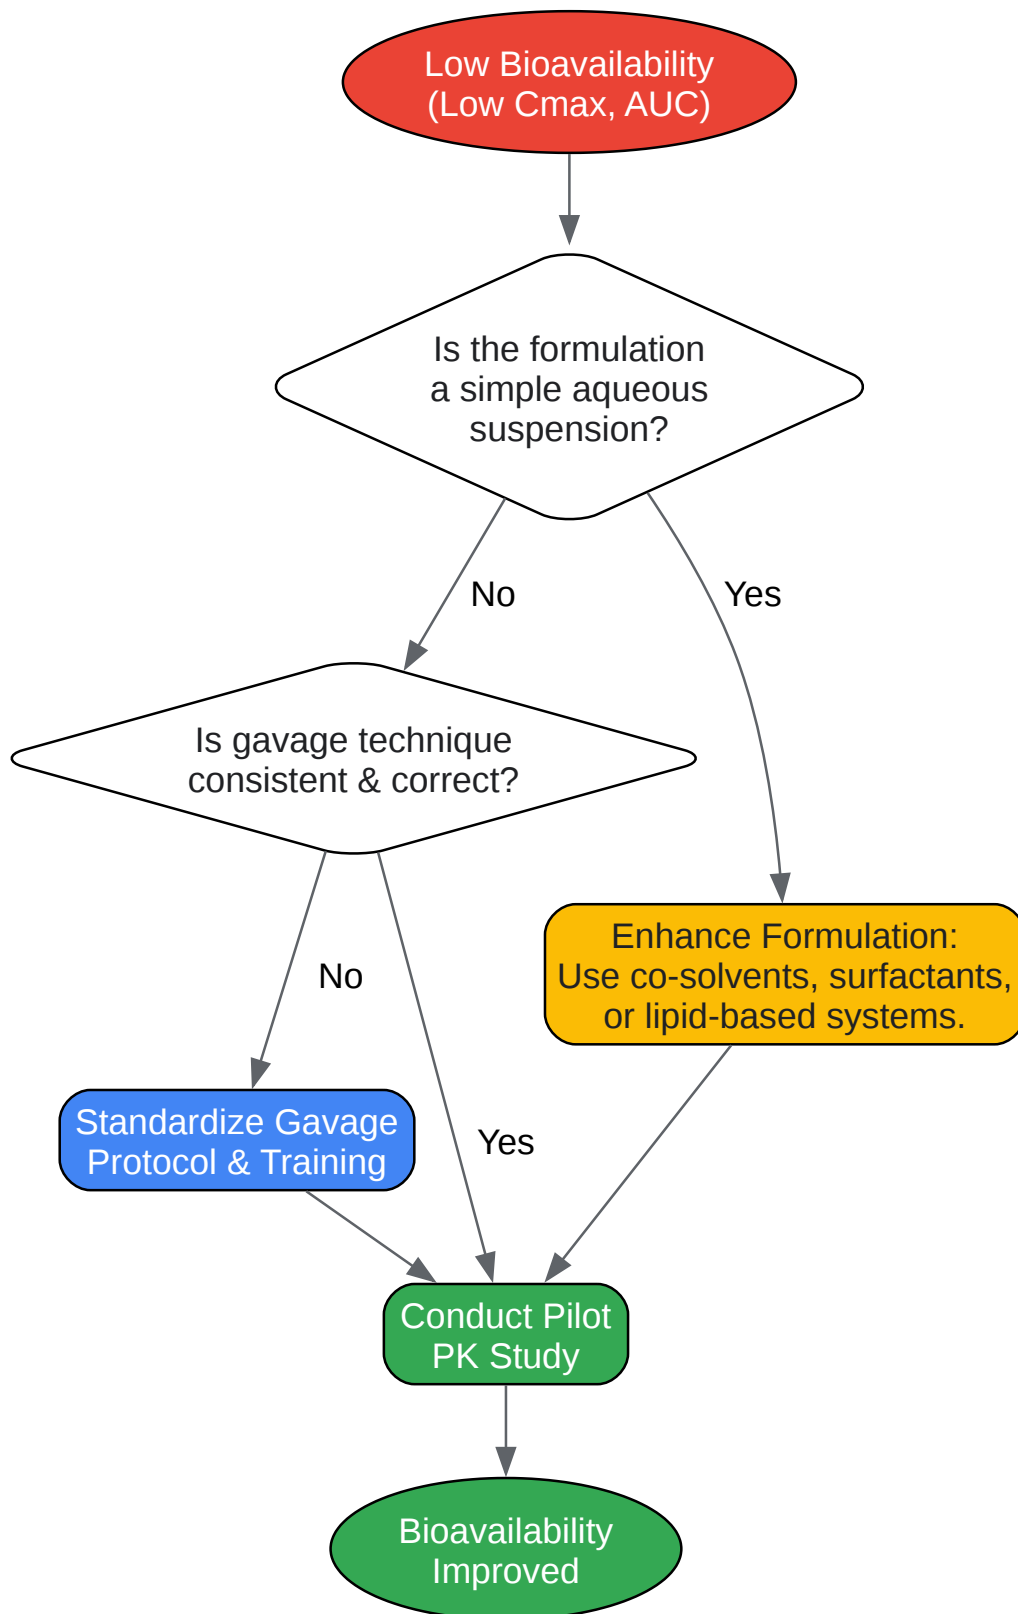 Low Bioavailability
(Low Cmax, AUC)
Is the formulation
a simple aqueous
suspension?
No
Yes
Is gavage technique
consistent & correct?
Enhance Formulation:
Use co-solvents, surfactants,
or lipid-based systems.
No
Standardize Gavage
Protocol & Training
Yes
Conduct Pilot
PK Study
Bioavailability
Improved